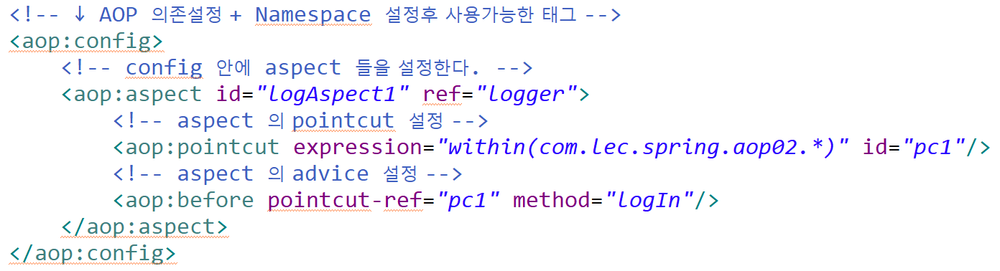 <!-- ↓ AOP 의존설정 + Namespace 설정후 사용가능한 태그 -->
<aop:config>
    <!-- config 안에 aspect 들을 설정한다. -->
    <aop:aspect id="logAspect1" ref="logger">
        <!-- aspect 의 pointcut 설정 -->
        <aop:pointcut expression="within(com.lec.spring.aop02.*)" id="pc1"/>
        <!-- aspect 의 advice 설정 -->
        <aop:before pointcut-ref="pc1" method="logIn"/>
    </aop:aspect>
</aop:config>